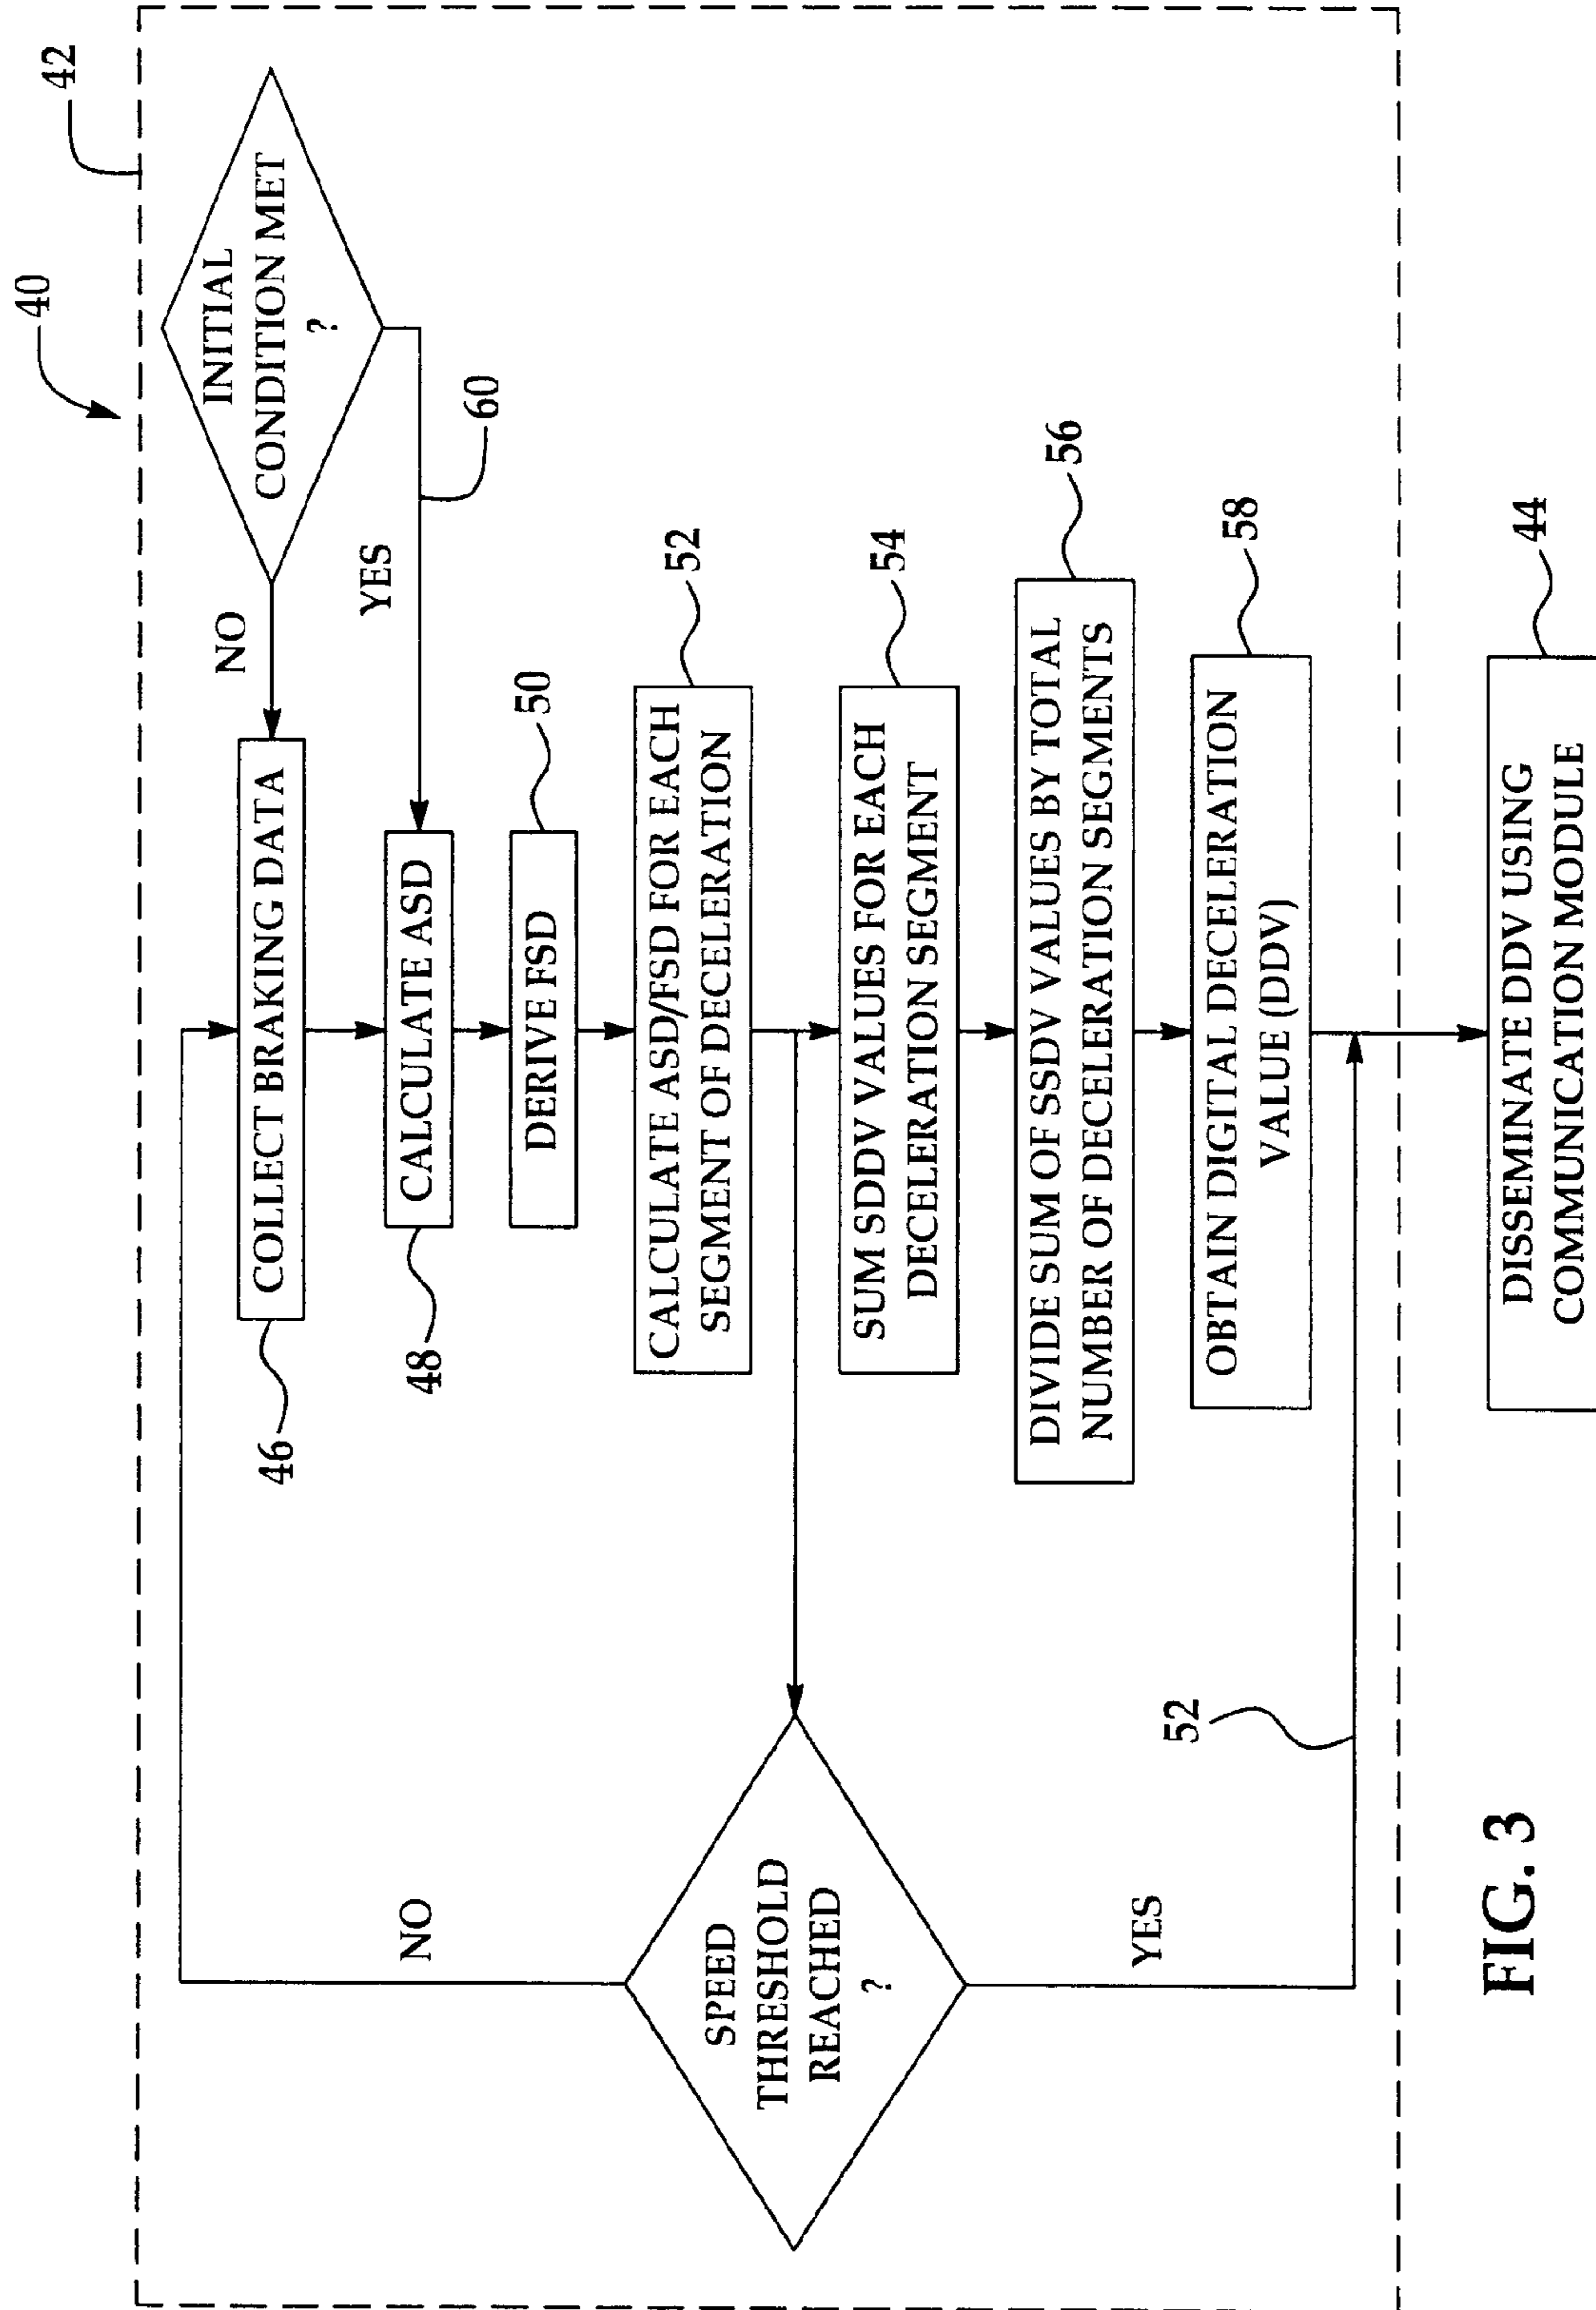 40
42
INITIAL
CONDITION MET
?
NO
YES
60
COLLECT BRAKING DATA
46
CALCULATE ASD
48
DERIVE FSD
50
CALCULATE ASD/FSD FOR EACH
SEGMENT OF DECELERATION
52
SPEED
THRESHOLD
REACHED
?
NO
YES
52
SUM SDDV VALUES FOR EACH
DECELERATION SEGMENT
54
DIVIDE SUM OF SSDV VALUES BY TOTAL
NUMBER OF DECELERATION SEGMENTS
56
OBTAIN DIGITAL DECELERATION
VALUE (DDV)
58
DISSEMINATE DDV USING
COMMUNICATION MODULE
44
FIG. 3